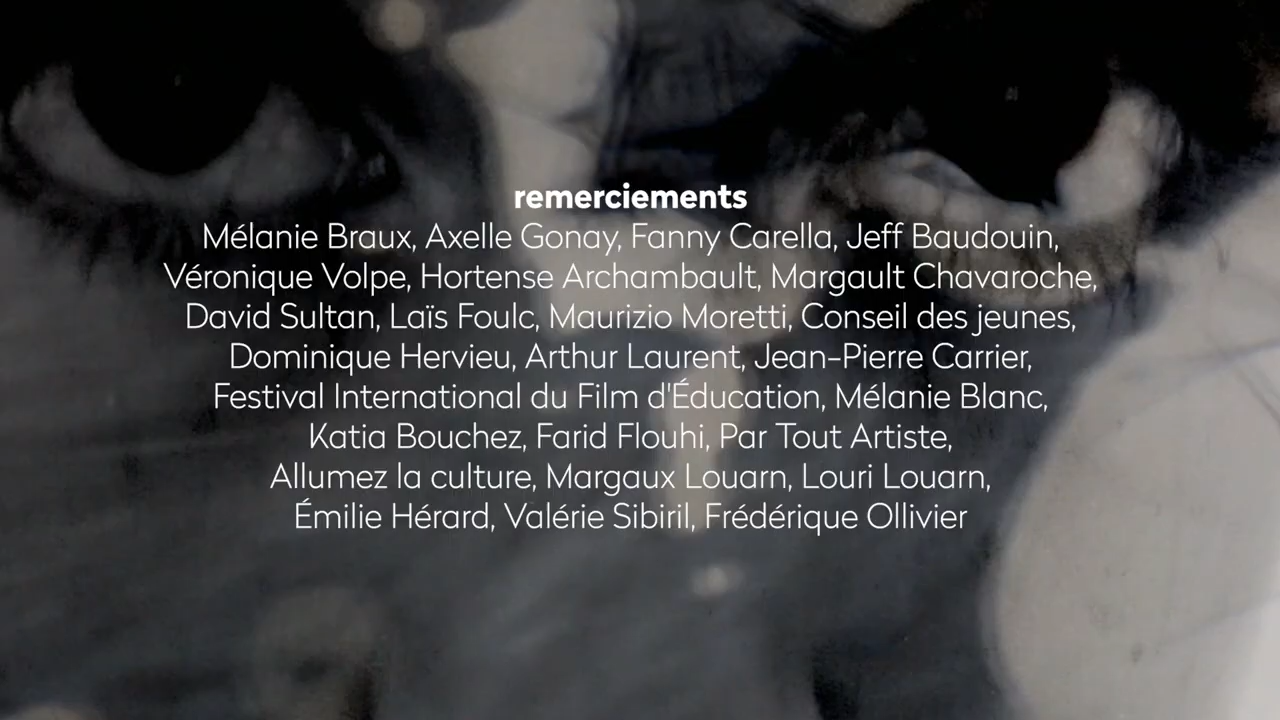 remerciements
Mélanie Braux, Axelle Gonay, Fanny Carella, Jeff Baudouin,
Véronique Volpe, Hortense Archambault, Margault Chavaroche,
David Sultan, Laïs Foulc, Maurizio Moretti, Conseil des jeunes,
Dominique Hervieu, Arthur Laurent, Jean-Pierre Carrier,
Festival International du Film d'Éducation, Mélanie Blanc,
Katia Bouchez, Farid Flouhi, Par Tout Artiste,
Allumez la culture, Margaux Louarn, Louri Louarn,
Émilie Hérard, Valérie Sibiril, Frédérique Ollivier